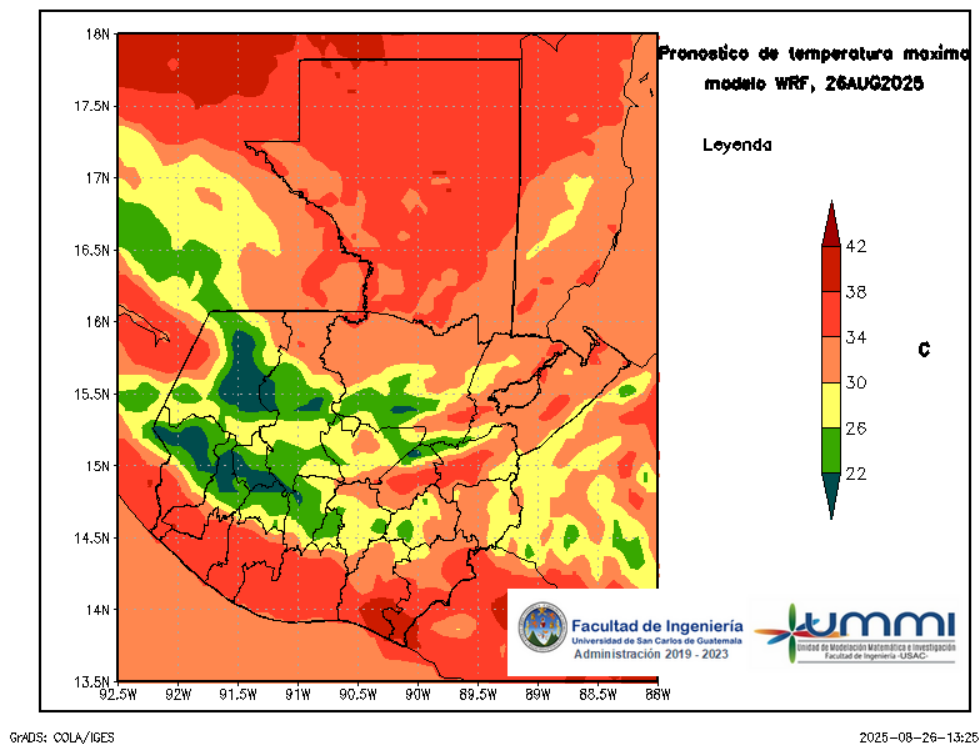 Pronostico de temperatura maxima
modelo WRF, 26AUG2025
Leyenda
42
38
34
30
26
22
C
18N
17.5N
17N
16.5N
16N
15.5N
15N
14.5N
14N
13.5N
92.5W
92W
91.5W
91W
90.5W
90W
89.5W
89W
88.5W
88W
Facultad de Ingeniería
Universidad de San Carlos de Guatemala
Administración 2019 - 2023
ummi
Unidad de Modelación Matemática e Investigación
Facultad de Ingeniería -USAC-
GrADS: COLA/IGES
2025-08-26-13:25